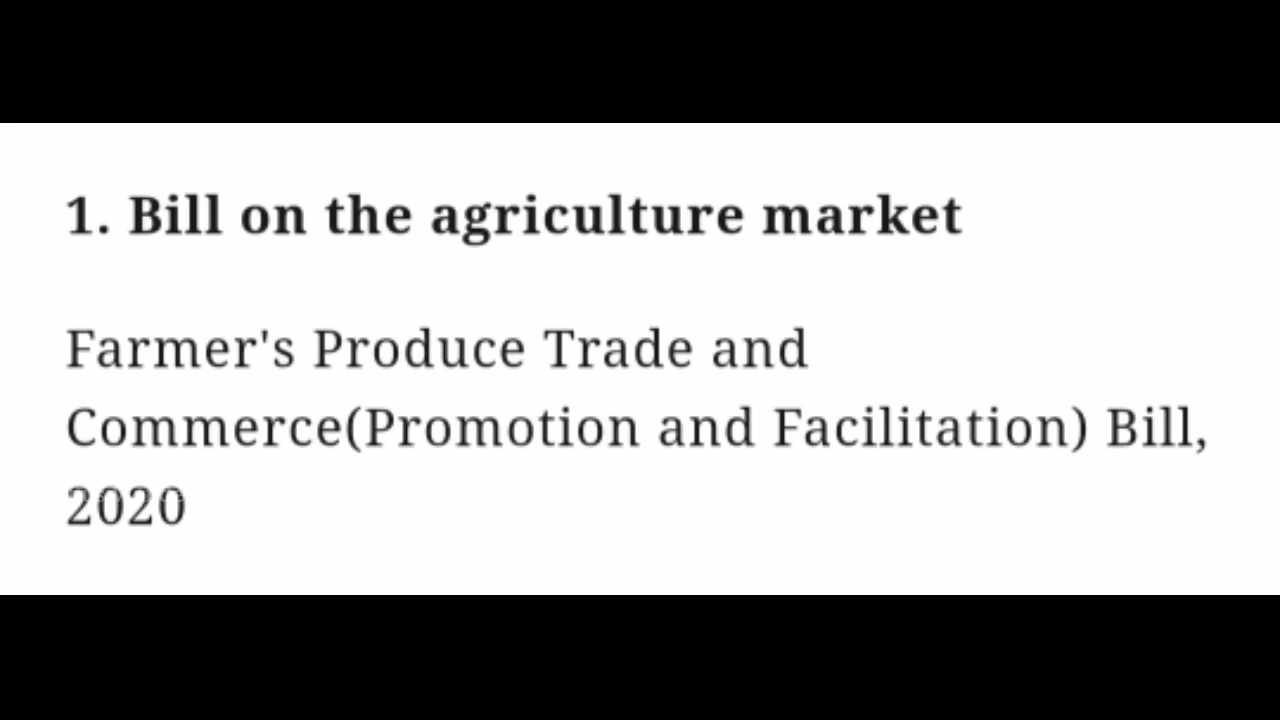 1. Bill on the agriculture market
Farmer's Produce Trade and
Commerce(Promotion and Facilitation) Bill,
2020